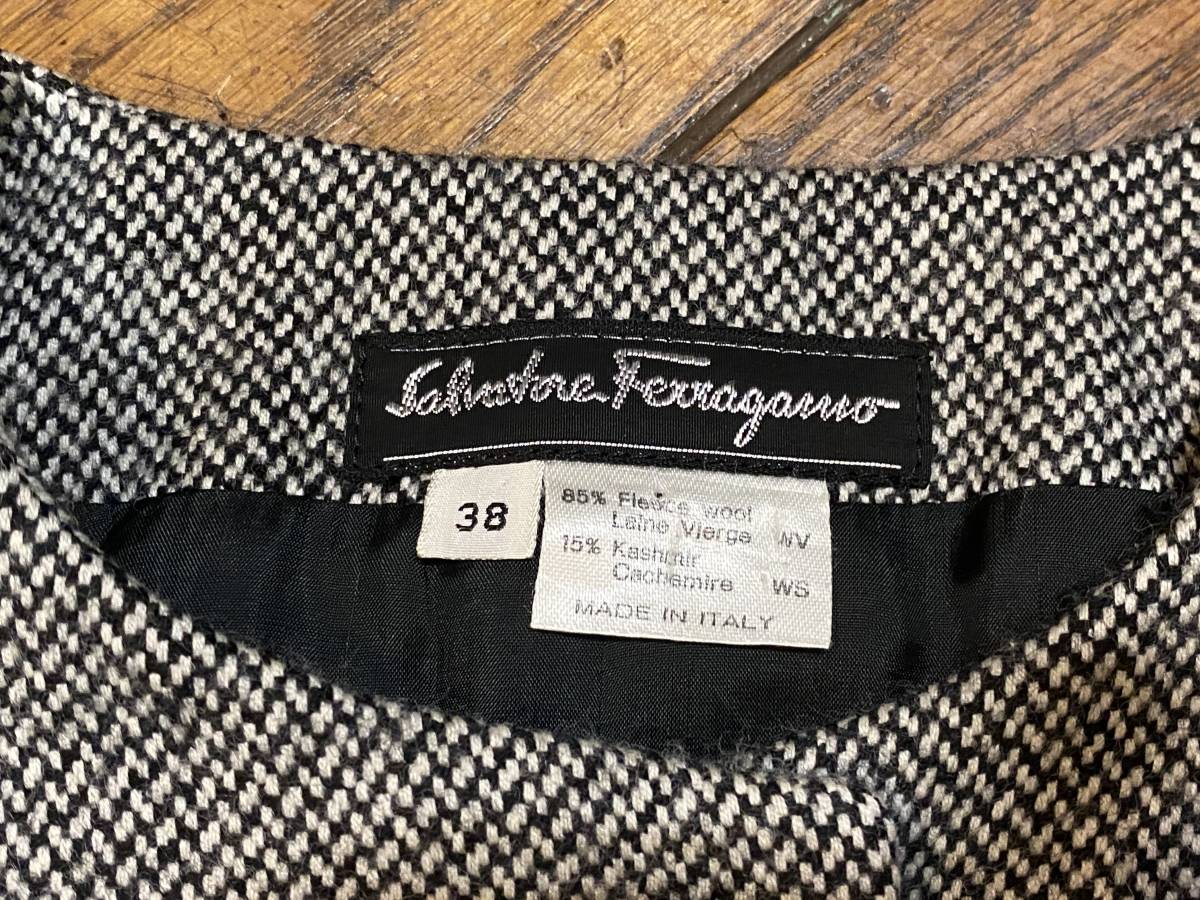 Salvatore Ferragamo
38
85% Fleece wool
Laine Vierge WV
15% Kashmir
Cachemire WS
MADE IN ITALY